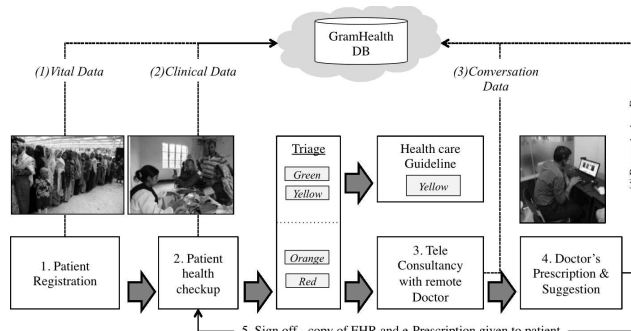 GramHealth
DB
(1)Vital Data
(2)Clinical Data
(3)Conversation
Data
Triage
Green
Yellow
Orange
Red
Health care
Guideline
Yellow
1. Patient
Registration
2. Patient
health
checkup
3. Tele
Consultancy
with remote
Doctor
4. Doctor's
Prescription &
Suggestion
5. Sign off - copy of EHR and e-Prescription given to patient